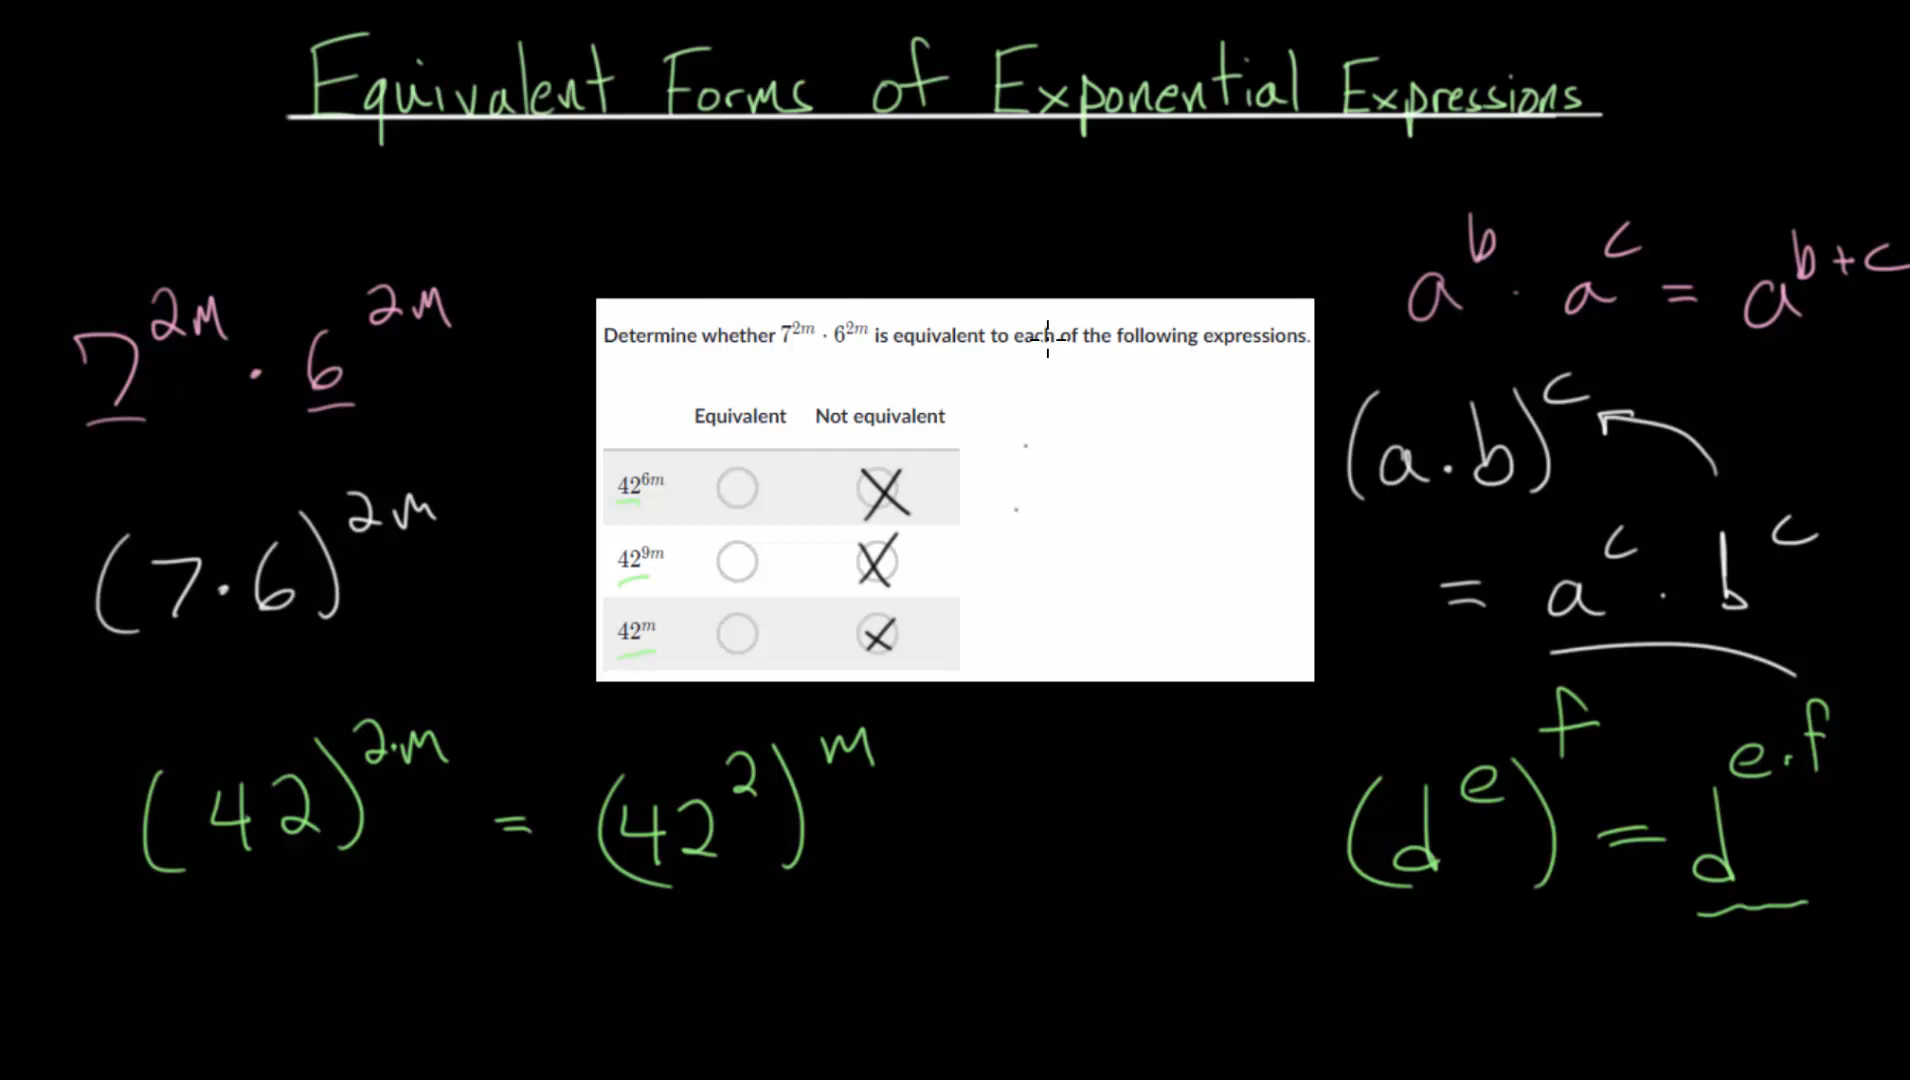 Equivalent Forms of Exponential Expressions
7^{2m} · 6^{2m}
(7·6)^{2m}
(42)^{2·m} = (42^2)^m
Determine whether 7^{2m} · 6^{2m} is equivalent to each of the following expressions.
Equivalent Not equivalent
42^{6m}
42^{9m}
42^m
a^b · a^c = a^{b+c}
(a·b)^c
= a^c · b^c
(d^e)^f = d^{e·f}